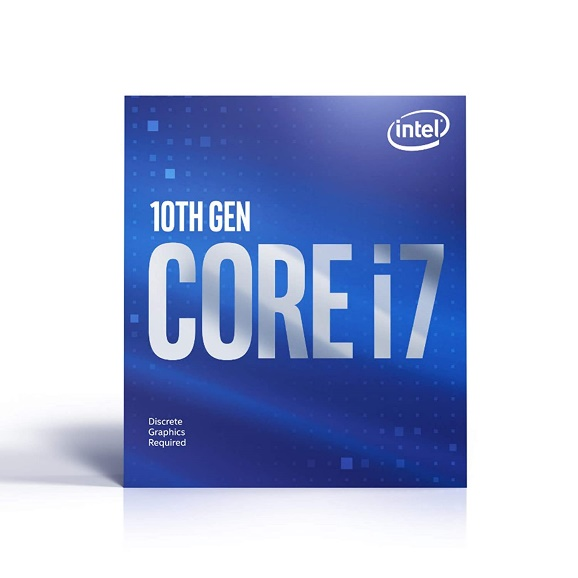 intel
10TH GEN
CORE i7
Discrete
Graphics
Required